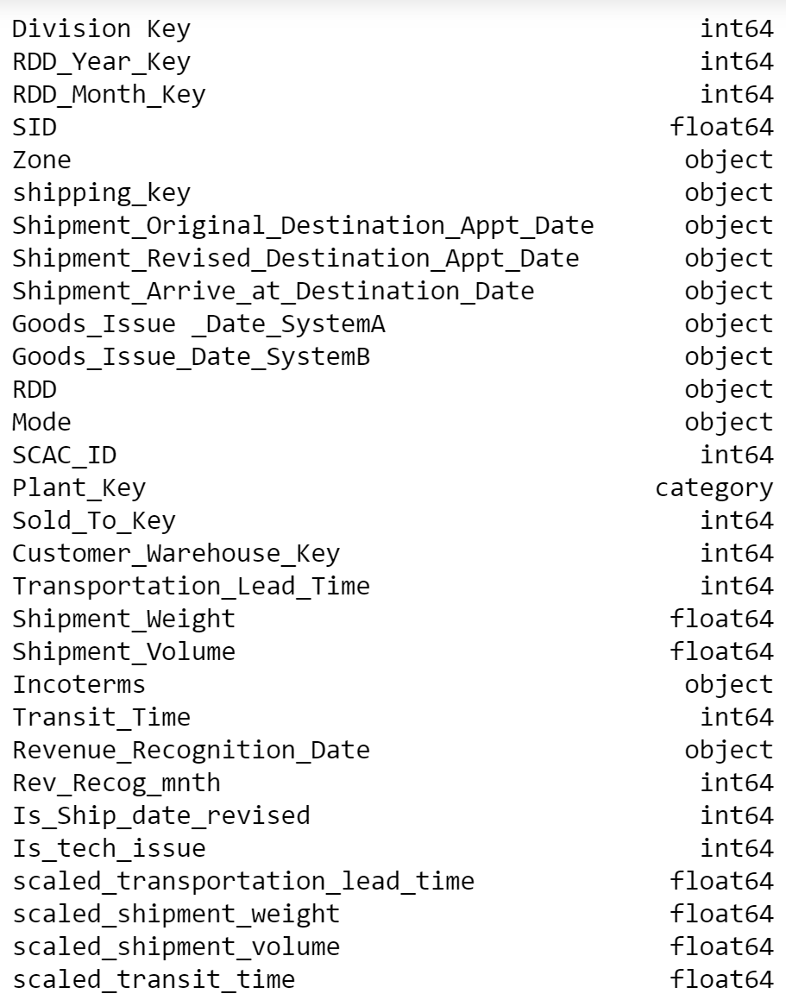 Division Key int64
RDD_Year_Key int64
RDD_Month_Key int64
SID float64
Zone object
shipping_key object
Shipment_Original_Destination_Appt_Date object
Shipment_Revised_Destination_Appt_Date object
Shipment_Arrive_at_Destination_Date object
Goods_Issue _Date_SystemA object
Goods_Issue_Date_SystemB object
RDD object
Mode object
SCAC_ID int64
Plant_Key category
Sold_To_Key int64
Customer_Warehouse_Key int64
Transportation_Lead_Time int64
Shipment_Weight float64
Shipment_Volume float64
Incoterms object
Transit_Time int64
Revenue_Recognition_Date object
Rev_Recog_mnth int64
Is_Ship_date_revised int64
Is_tech_issue int64
scaled_transportation_lead_time float64
scaled_shipment_weight float64
scaled_shipment_volume float64
scaled_transit_time float64